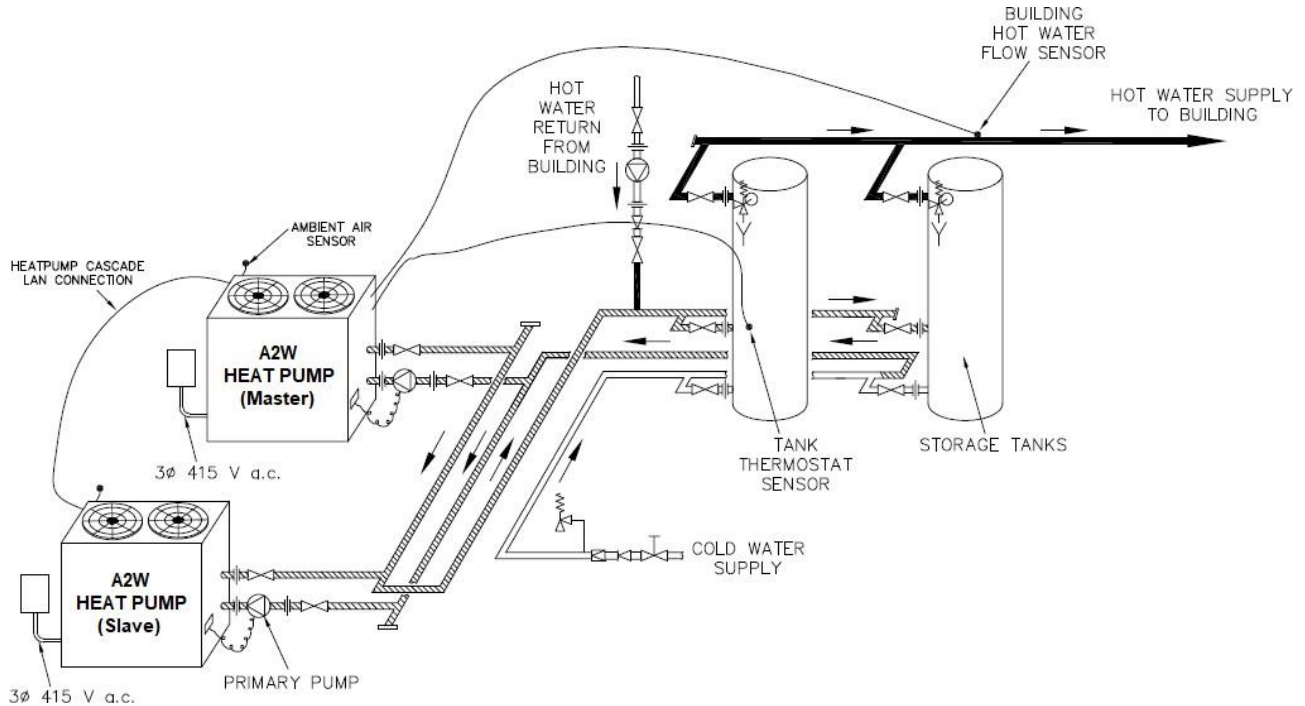 BUILDING
HOT WATER
FLOW SENSOR
HOT WATER SUPPLY
TO BUILDING
HOT
WATER
RETURN
FROM
BUILDING
AMBIENT AIR
SENSOR
HEATPUMP CASCADE
LAN CONNECTION
A2W
HEAT PUMP
(Master)
3ø 415 V a.c.
TANK
THERMOSTAT
SENSOR
STORAGE TANKS
COLD WATER
SUPPLY
A2W
HEAT PUMP
(Slave)
PRIMARY PUMP
3ø 415 V a.c.